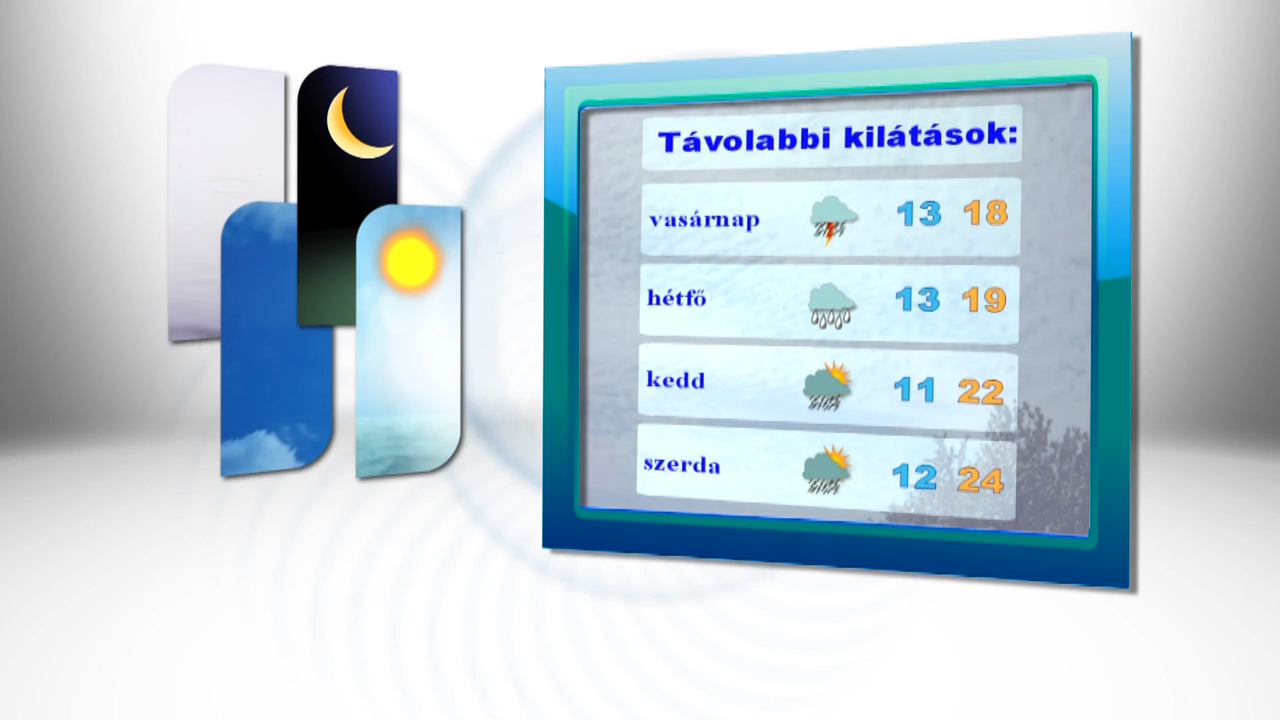 Távolabbi kilátások:
vasárnap 13 18
hétfő 13 19
kedd 11 22
szerda 12 24